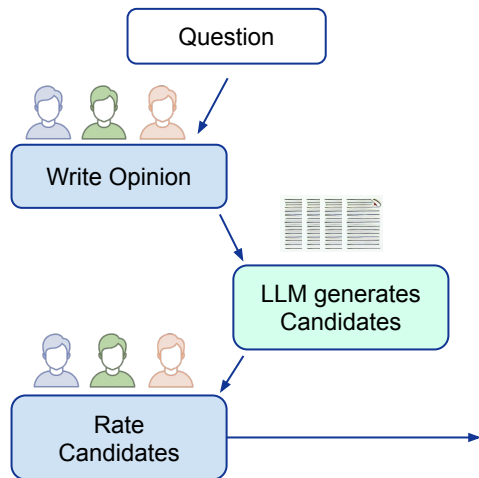 Question
Write Opinion
LLM generates
Candidates
Rate
Candidates